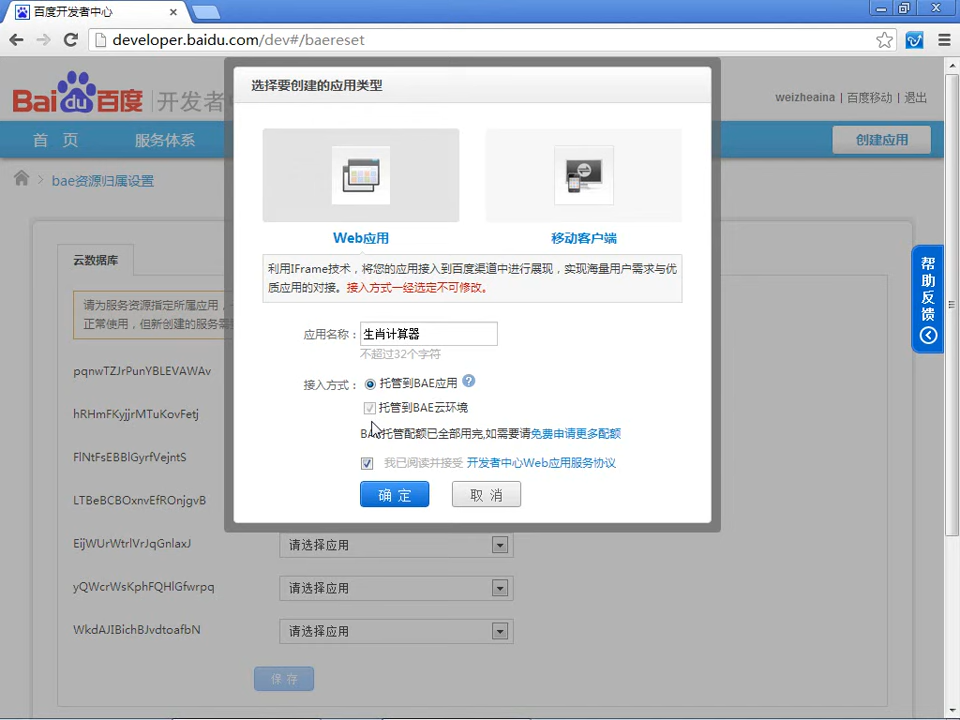 百度开发者中心
developer.baidu.com/dev#/baereset
选择要创建的应用类型
Baidu百度 开发者中
weizheaina | 百度移动 | 退出
首 页 服务体系 创建应用
bae资源归属设置
Web应用 移动客户端
云数据库
利用IFrame技术，将您的应用接入到百度渠道中进行展现，实现海量用户需求与优
质应用的对接。接入方式一经选定不可修改。
请为服务资源指定所属应用，
正常使用，但新创建的服务需
应用名称： 生肖计算器
不超过32个字符
pqnwTZJrPunYBLEVAWAv
接入方式： 托管到BAE应用 ?
托管到BAE云环境
hRHmFKyjjrMTuKovFetj
BAE托管配额已全部用完,如需要请免费申请更多配额
FlNtFsEBBlGyrfVejntS
我已阅读并接受 开发者中心Web应用服务协议
确 定 取 消
LTBeBCBOxnvEfROnjgvB
EijWUrWtrlVrJqGnlaxJ 请选择应用
yQWcrWsKphFQHlGfwrpq 请选择应用
WkdAJIBichBJvdtoafbN 请选择应用
保 存
帮助反馈